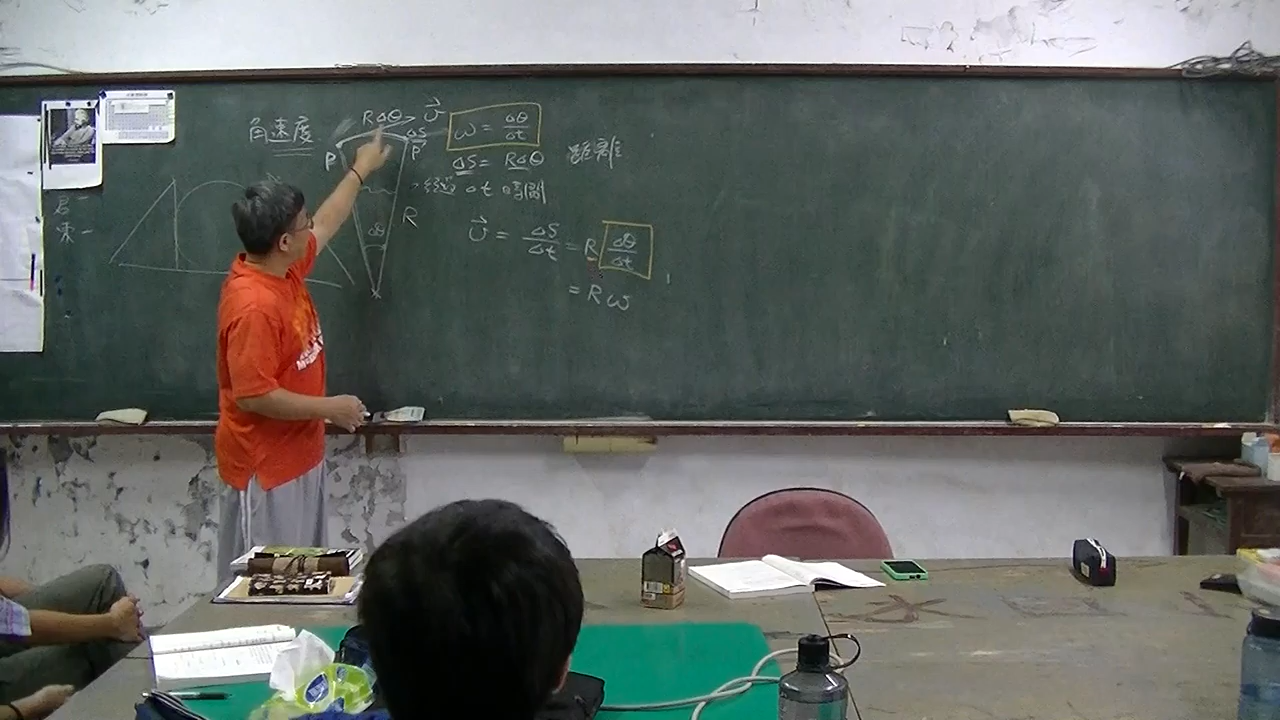 角速度
RΔθ
v⃗
ΔS
P
P'
R
Δθ
ω = Δθ/Δt
ΔS = RΔθ 距離
經過 Δt 時間
v⃗ = ΔS/Δt = R Δθ/Δt
= Rω